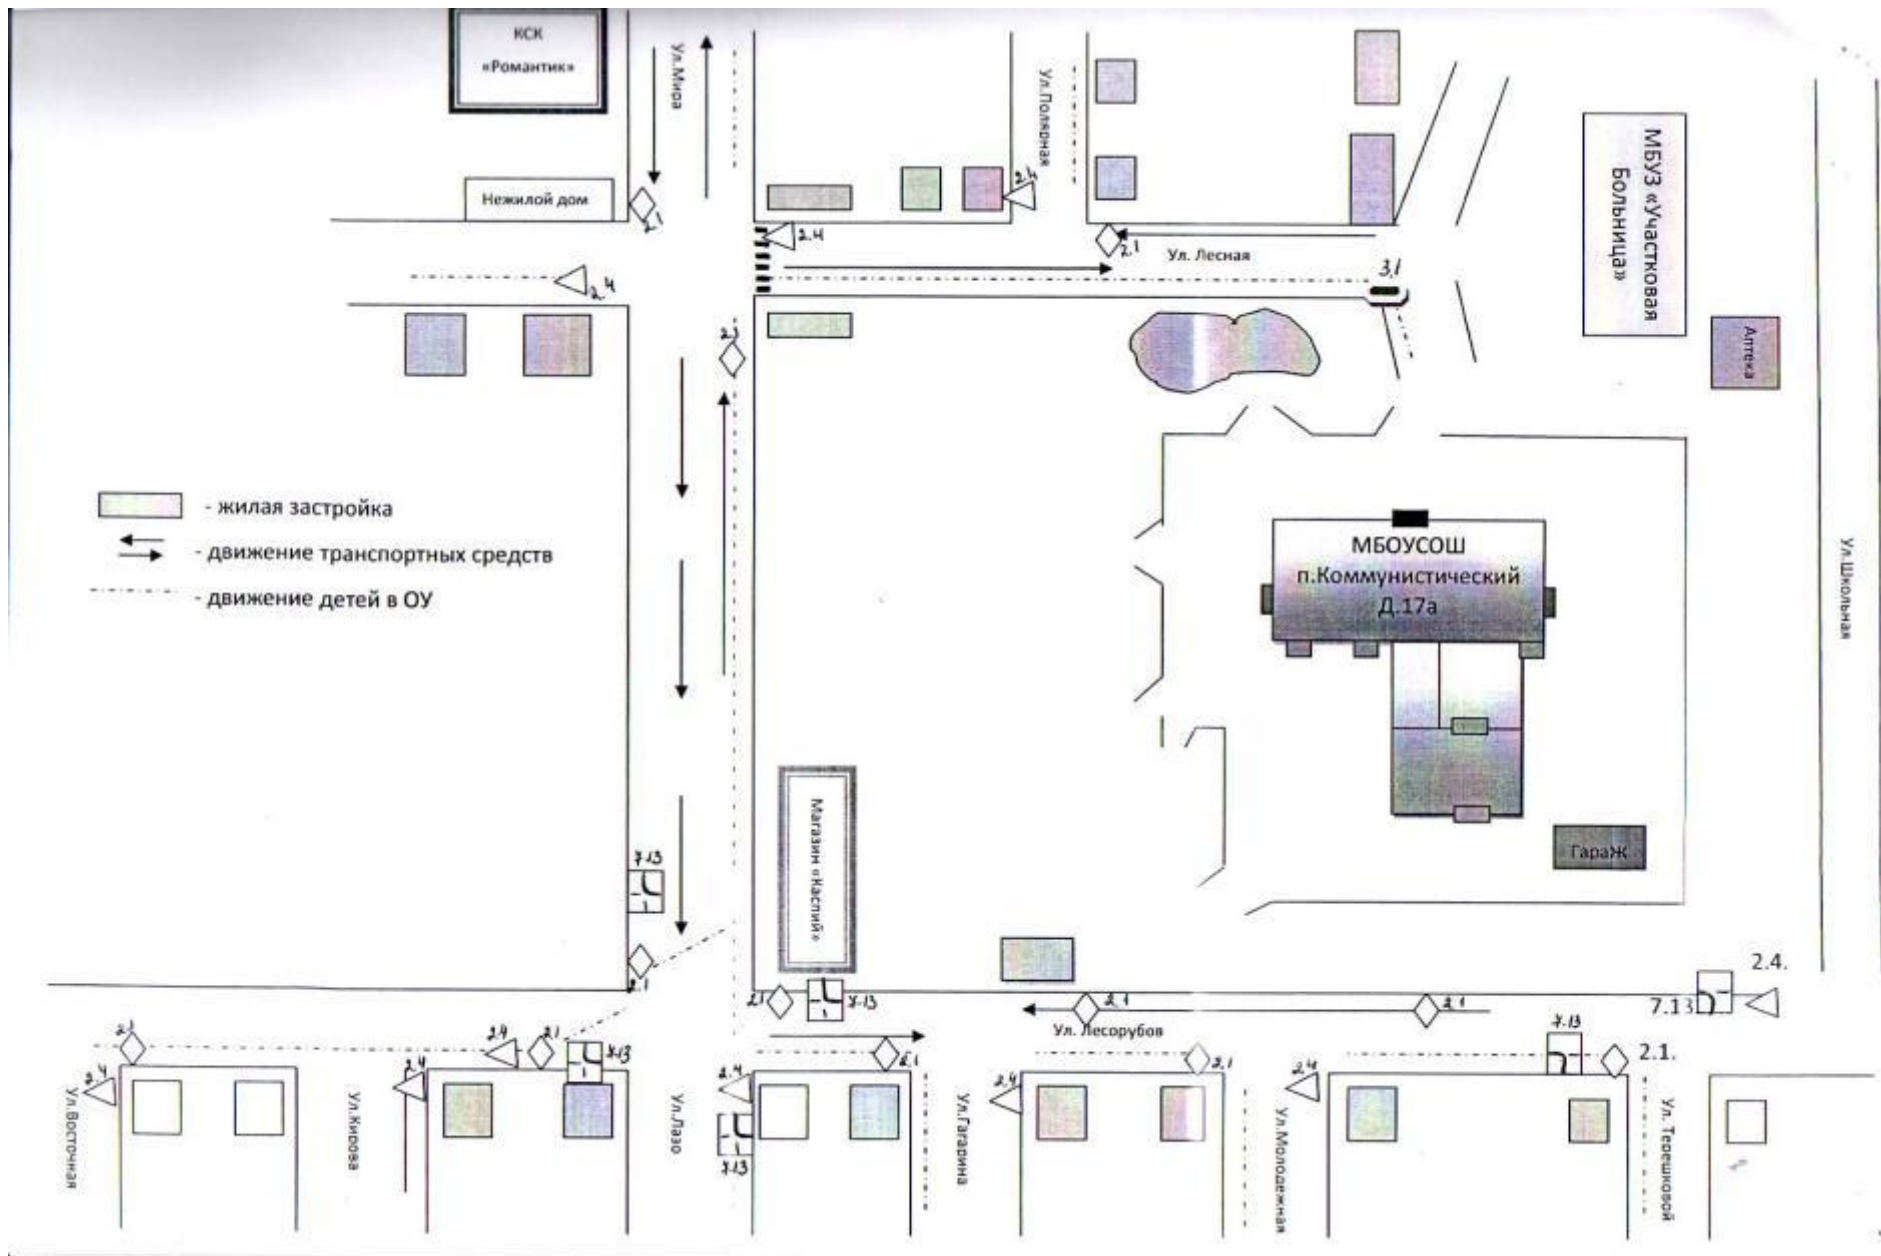 КСК
«Романтик»
Ул.Мира
Ул.Полярная
МБУЗ «Участковая
Больница»
Нежилой дом
2.1
2.4
2.4
2.4
2.1
Ул. Лесная
3.1
2.1
Аптека
- жилая застройка
- движение транспортных средств
- движение детей в ОУ
МБОУСОШ
п.Коммунистический
Д.17а
Ул.Школьная
Магазин «Каспий»
ГараЖ
7.13
2.1
2.1
7.13
2.1
2.1
2.4.
7.13
Ул. Лесорубов
2.1
2.4
2.1
7.13
2.1
2.1
7.13
2.1.
2.4
2.4
2.4
2.4
2.4
7.13
Ул.Восточная
Ул.Кирова
Ул.Лазо
Ул.Гагарина
Ул.Молодежная
Ул. Терешковой